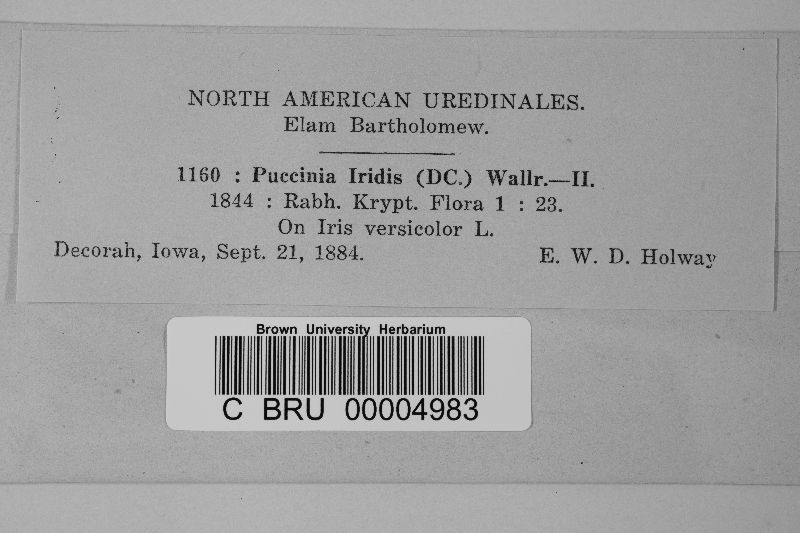 NORTH AMERICAN UREDINALES.
Elam Bartholomew.
1160 : Puccinia Iridis (DC.) Wallr.—II.
1844 : Rabh. Krypt. Flora 1 : 23.
On Iris versicolor L.
Decorah, Iowa, Sept. 21, 1884. E. W. D. Holway
Brown University Herbarium
C BRU 00004983